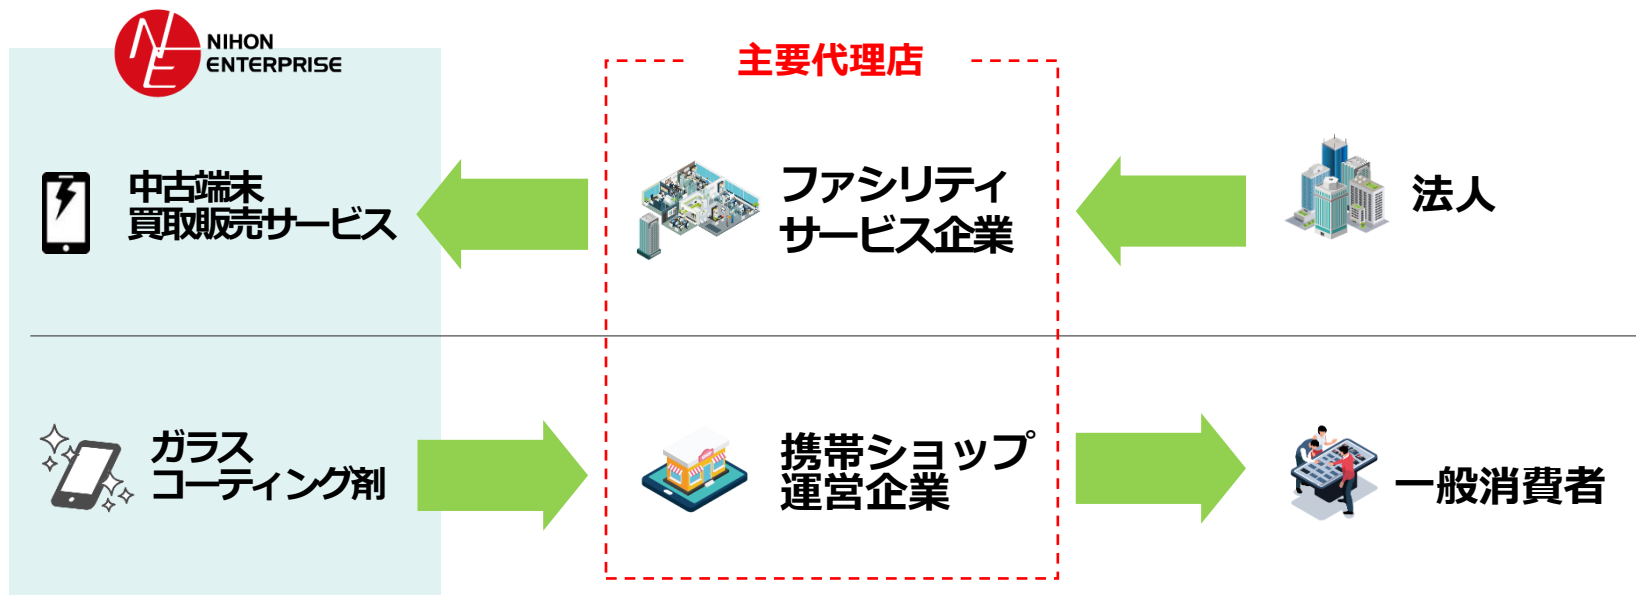 NIHON
ENTERPRISE
主要代理店
中古端末
買取販売サービス
ファシリティ
サービス企業
法人
ガラス
コーティング剤
携帯ショップ
運営企業
一般消費者